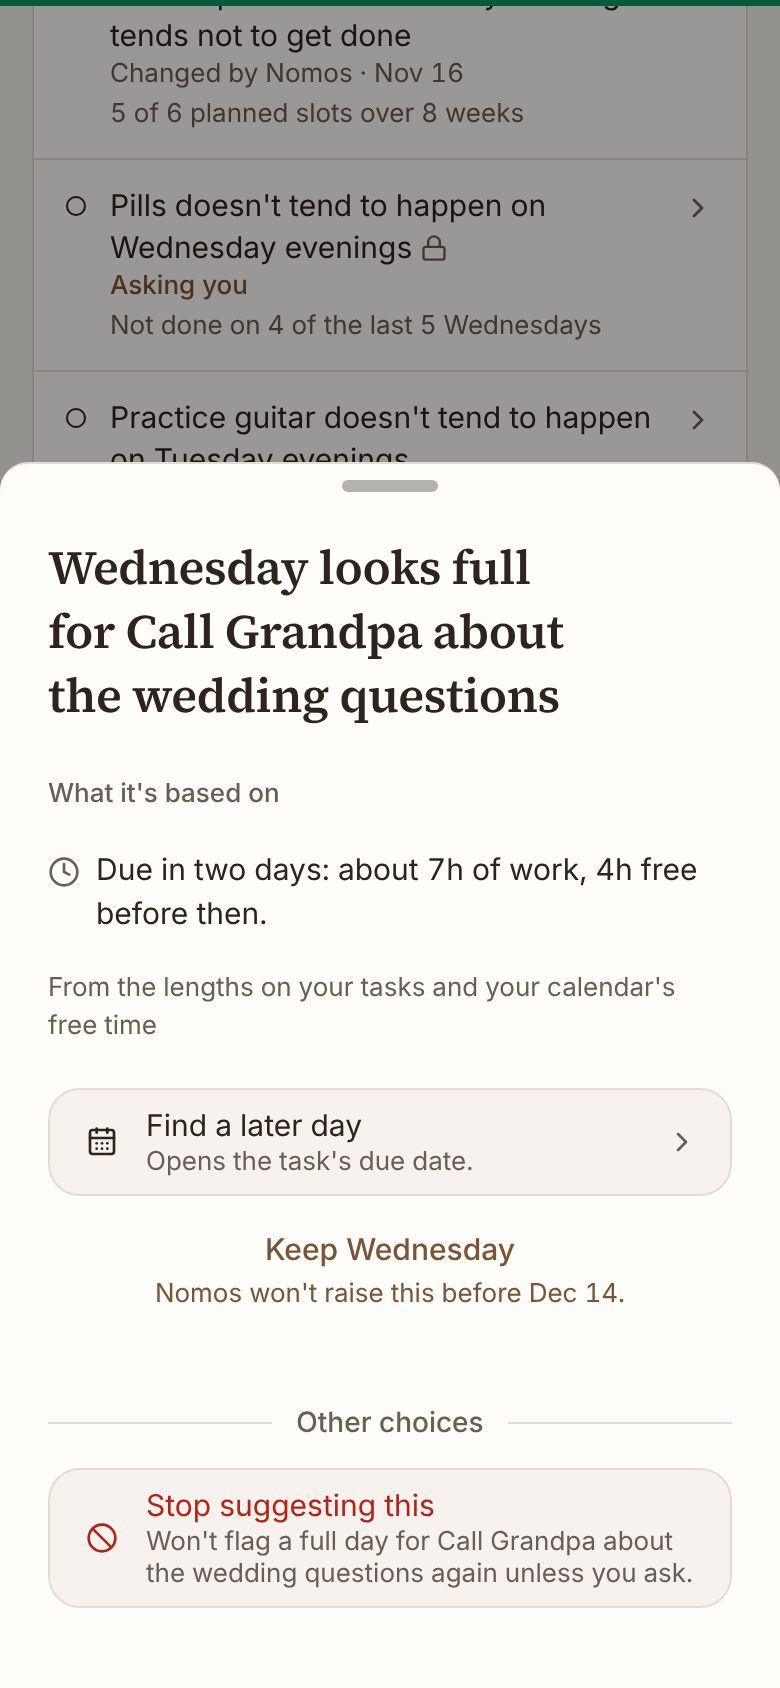 tends not to get done
Changed by Nomos · Nov 16
5 of 6 planned slots over 8 weeks
Pills doesn't tend to happen on
Wednesday evenings
Asking you
Not done on 4 of the last 5 Wednesdays
Practice guitar doesn't tend to happen
on Tuesday evenings
Wednesday looks full
for Call Grandpa about
the wedding questions
What it's based on
Due in two days: about 7h of work, 4h free
before then.
From the lengths on your tasks and your calendar's
free time
Find a later day
Opens the task's due date.
Keep Wednesday
Nomos won't raise this before Dec 14.
Other choices
Stop suggesting this
Won't flag a full day for Call Grandpa about
the wedding questions again unless you ask.